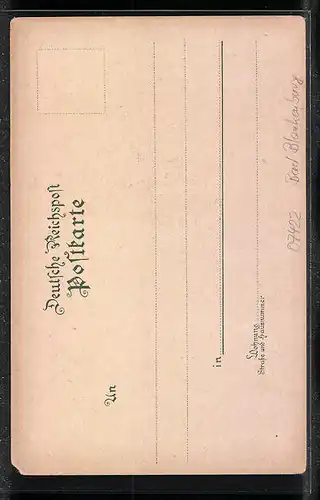 Deutsche Reichspost
Postkarte
An
in
Wohnung
Straße und Hausnummer
07422 Bad Blankenburg